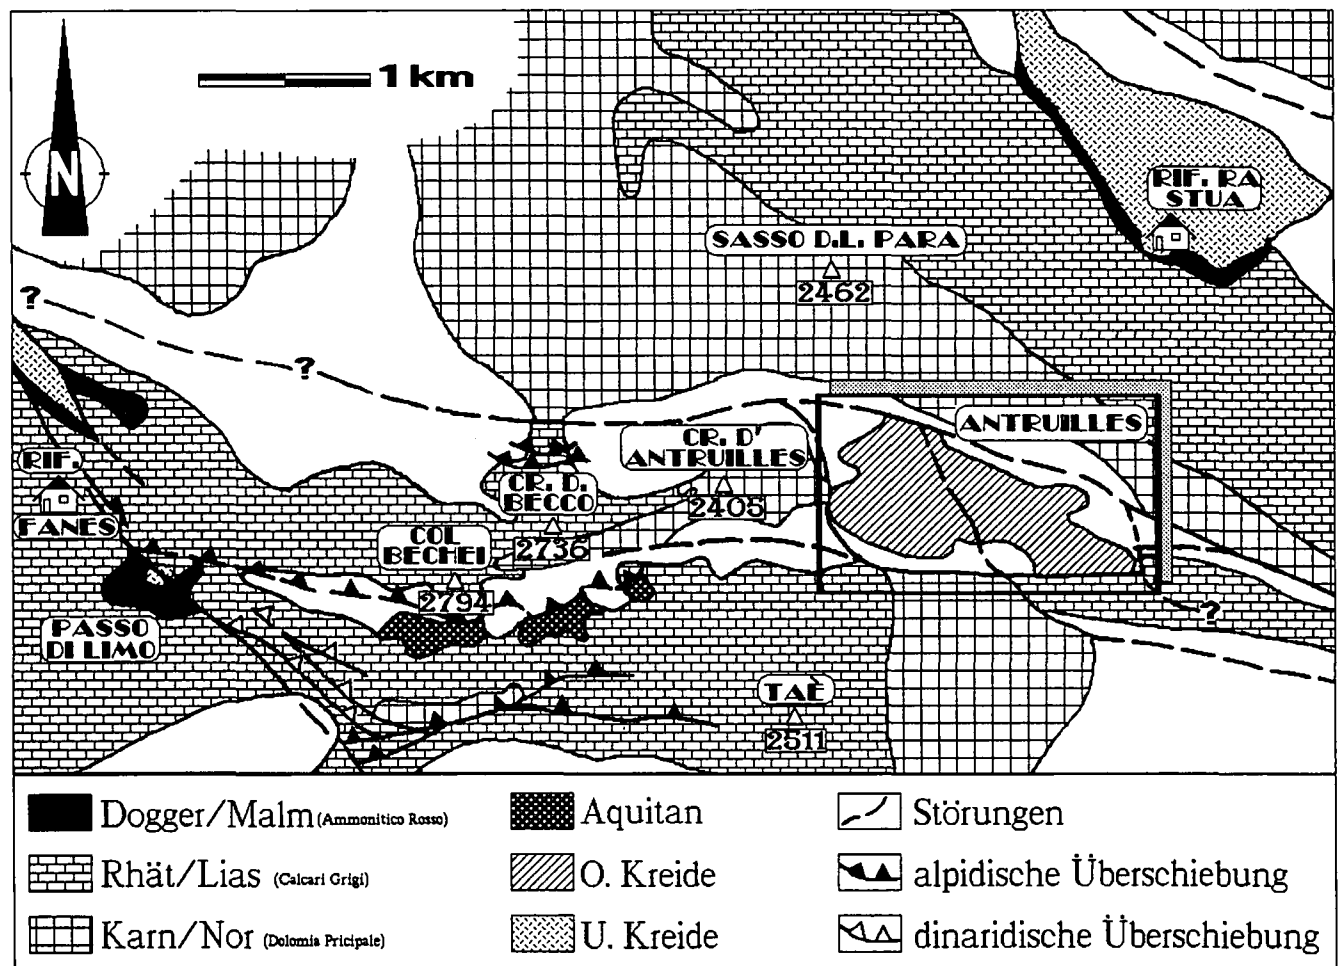 1 km
N
RIF. RA
STUA
SASSO D.L. PARA
2462
?
?
ANTRUILLES
CR. D'
ANTRUILLES
2405
RIF.
FANES
CR. D.
BECCO
2736
COL
BECHEI
2794
?
PASSO
DI LIMO
TAÈ
2511
Dogger/Malm (Ammonitico Rosso)
Aquitan
Störungen
Rhät/Lias (Calcari Grigi)
O. Kreide
alpidische Überschiebung
Karn/Nor (Dolomia Pricipale)
U. Kreide
dinaridische Überschiebung